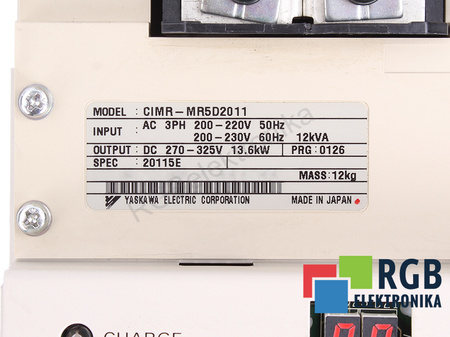 MODEL : CIMR-MR5D2011
INPUT : AC 3PH 200-220V 50Hz
200-230V 60Hz 12kVA
OUTPUT : DC 270-325V 13.6kW PRG: 0126
SPEC : 20115E
MASS: 12kg
YASKAWA ELECTRIC CORPORATION MADE IN JAPAN
RGB
ELEKTRONIKA
CHARGE